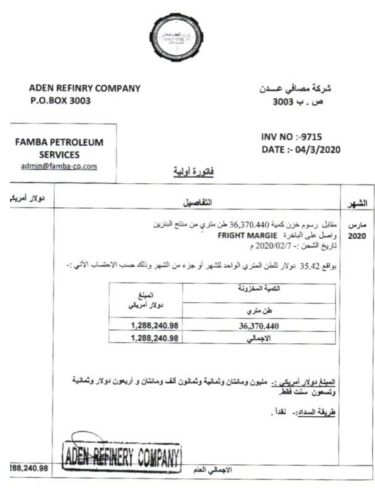 ADEN REFINRY COMPANY
P.O.BOX 3003
شركة مصافي عـــدن
ص . ب 3003
FAMBA PETROLEUM
SERVICES
admin@famba-co.com
INV NO :-9715
DATE :- 04/3/2020
فاتورة أولية
الشهر
التفاصيل
دولار أمريكي
مارس
2020
مقابل رسوم خزن كمية 36,370.440 طن متري من منتج البنزين
واصل على الباخرة FRIGHT MARGIE
تاريخ الشحن :- 2020/02/7 م
بواقع 35.42 دولار للطن المتري الواحد للشهر أو جزء من الشهر وذلك حسب الاحتساب الآتي :-
الكمية المخزونة
المبلغ
دولار أمريكي
طن متري
36,370.440
1,288,240.98
الاجمالي
1,288,240.98
المبلغ دولار أمريكي :- مليون ومائتان وثمانية وثمانون ألف ومائتان و أربعون دولار وثمانية
وتسعون سنت فقط.
طريقة السداد:- نقداً .
ADEN REFINERY COMPANY
الاجمالي العام
288,240.98